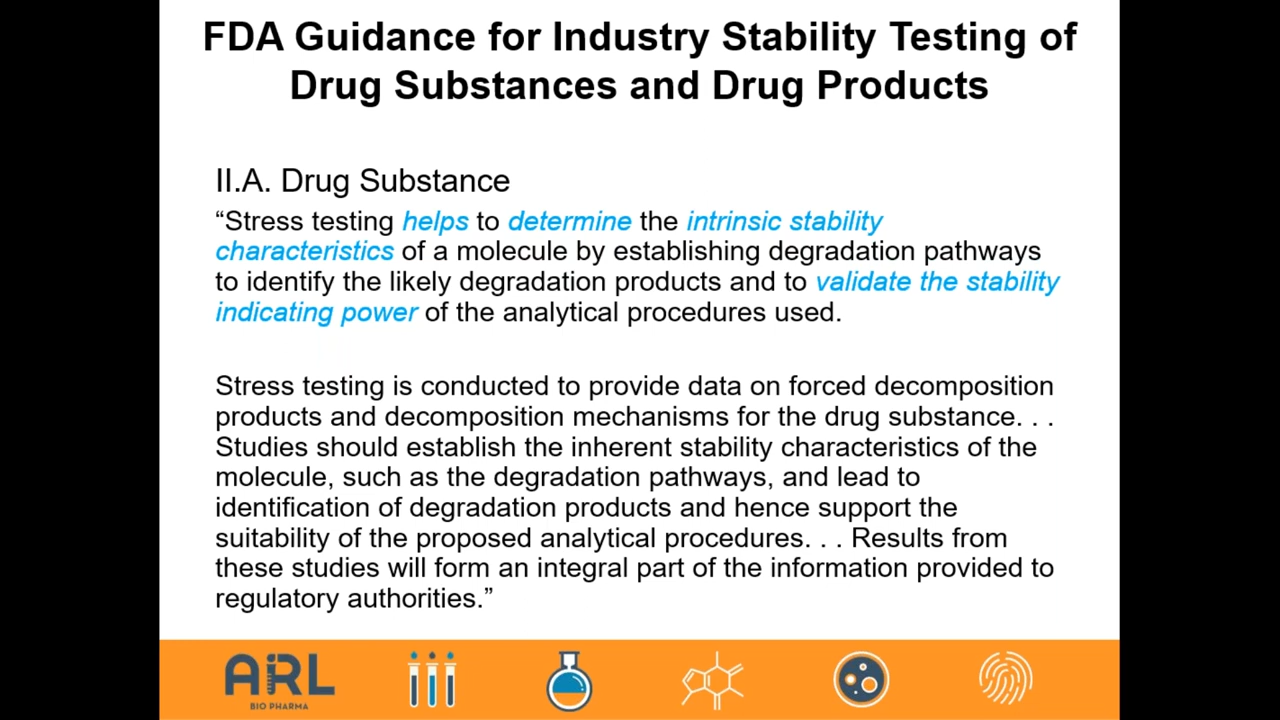 FDA Guidance for Industry Stability Testing of
Drug Substances and Drug Products
II.A. Drug Substance
“Stress testing helps to determine the intrinsic stability
characteristics of a molecule by establishing degradation pathways
to identify the likely degradation products and to validate the stability
indicating power of the analytical procedures used.
Stress testing is conducted to provide data on forced decomposition
products and decomposition mechanisms for the drug substance. . .
Studies should establish the inherent stability characteristics of the
molecule, such as the degradation pathways, and lead to
identification of degradation products and hence support the
suitability of the proposed analytical procedures. . . Results from
these studies will form an integral part of the information provided to
regulatory authorities.”
ARL
BIO PHARMA